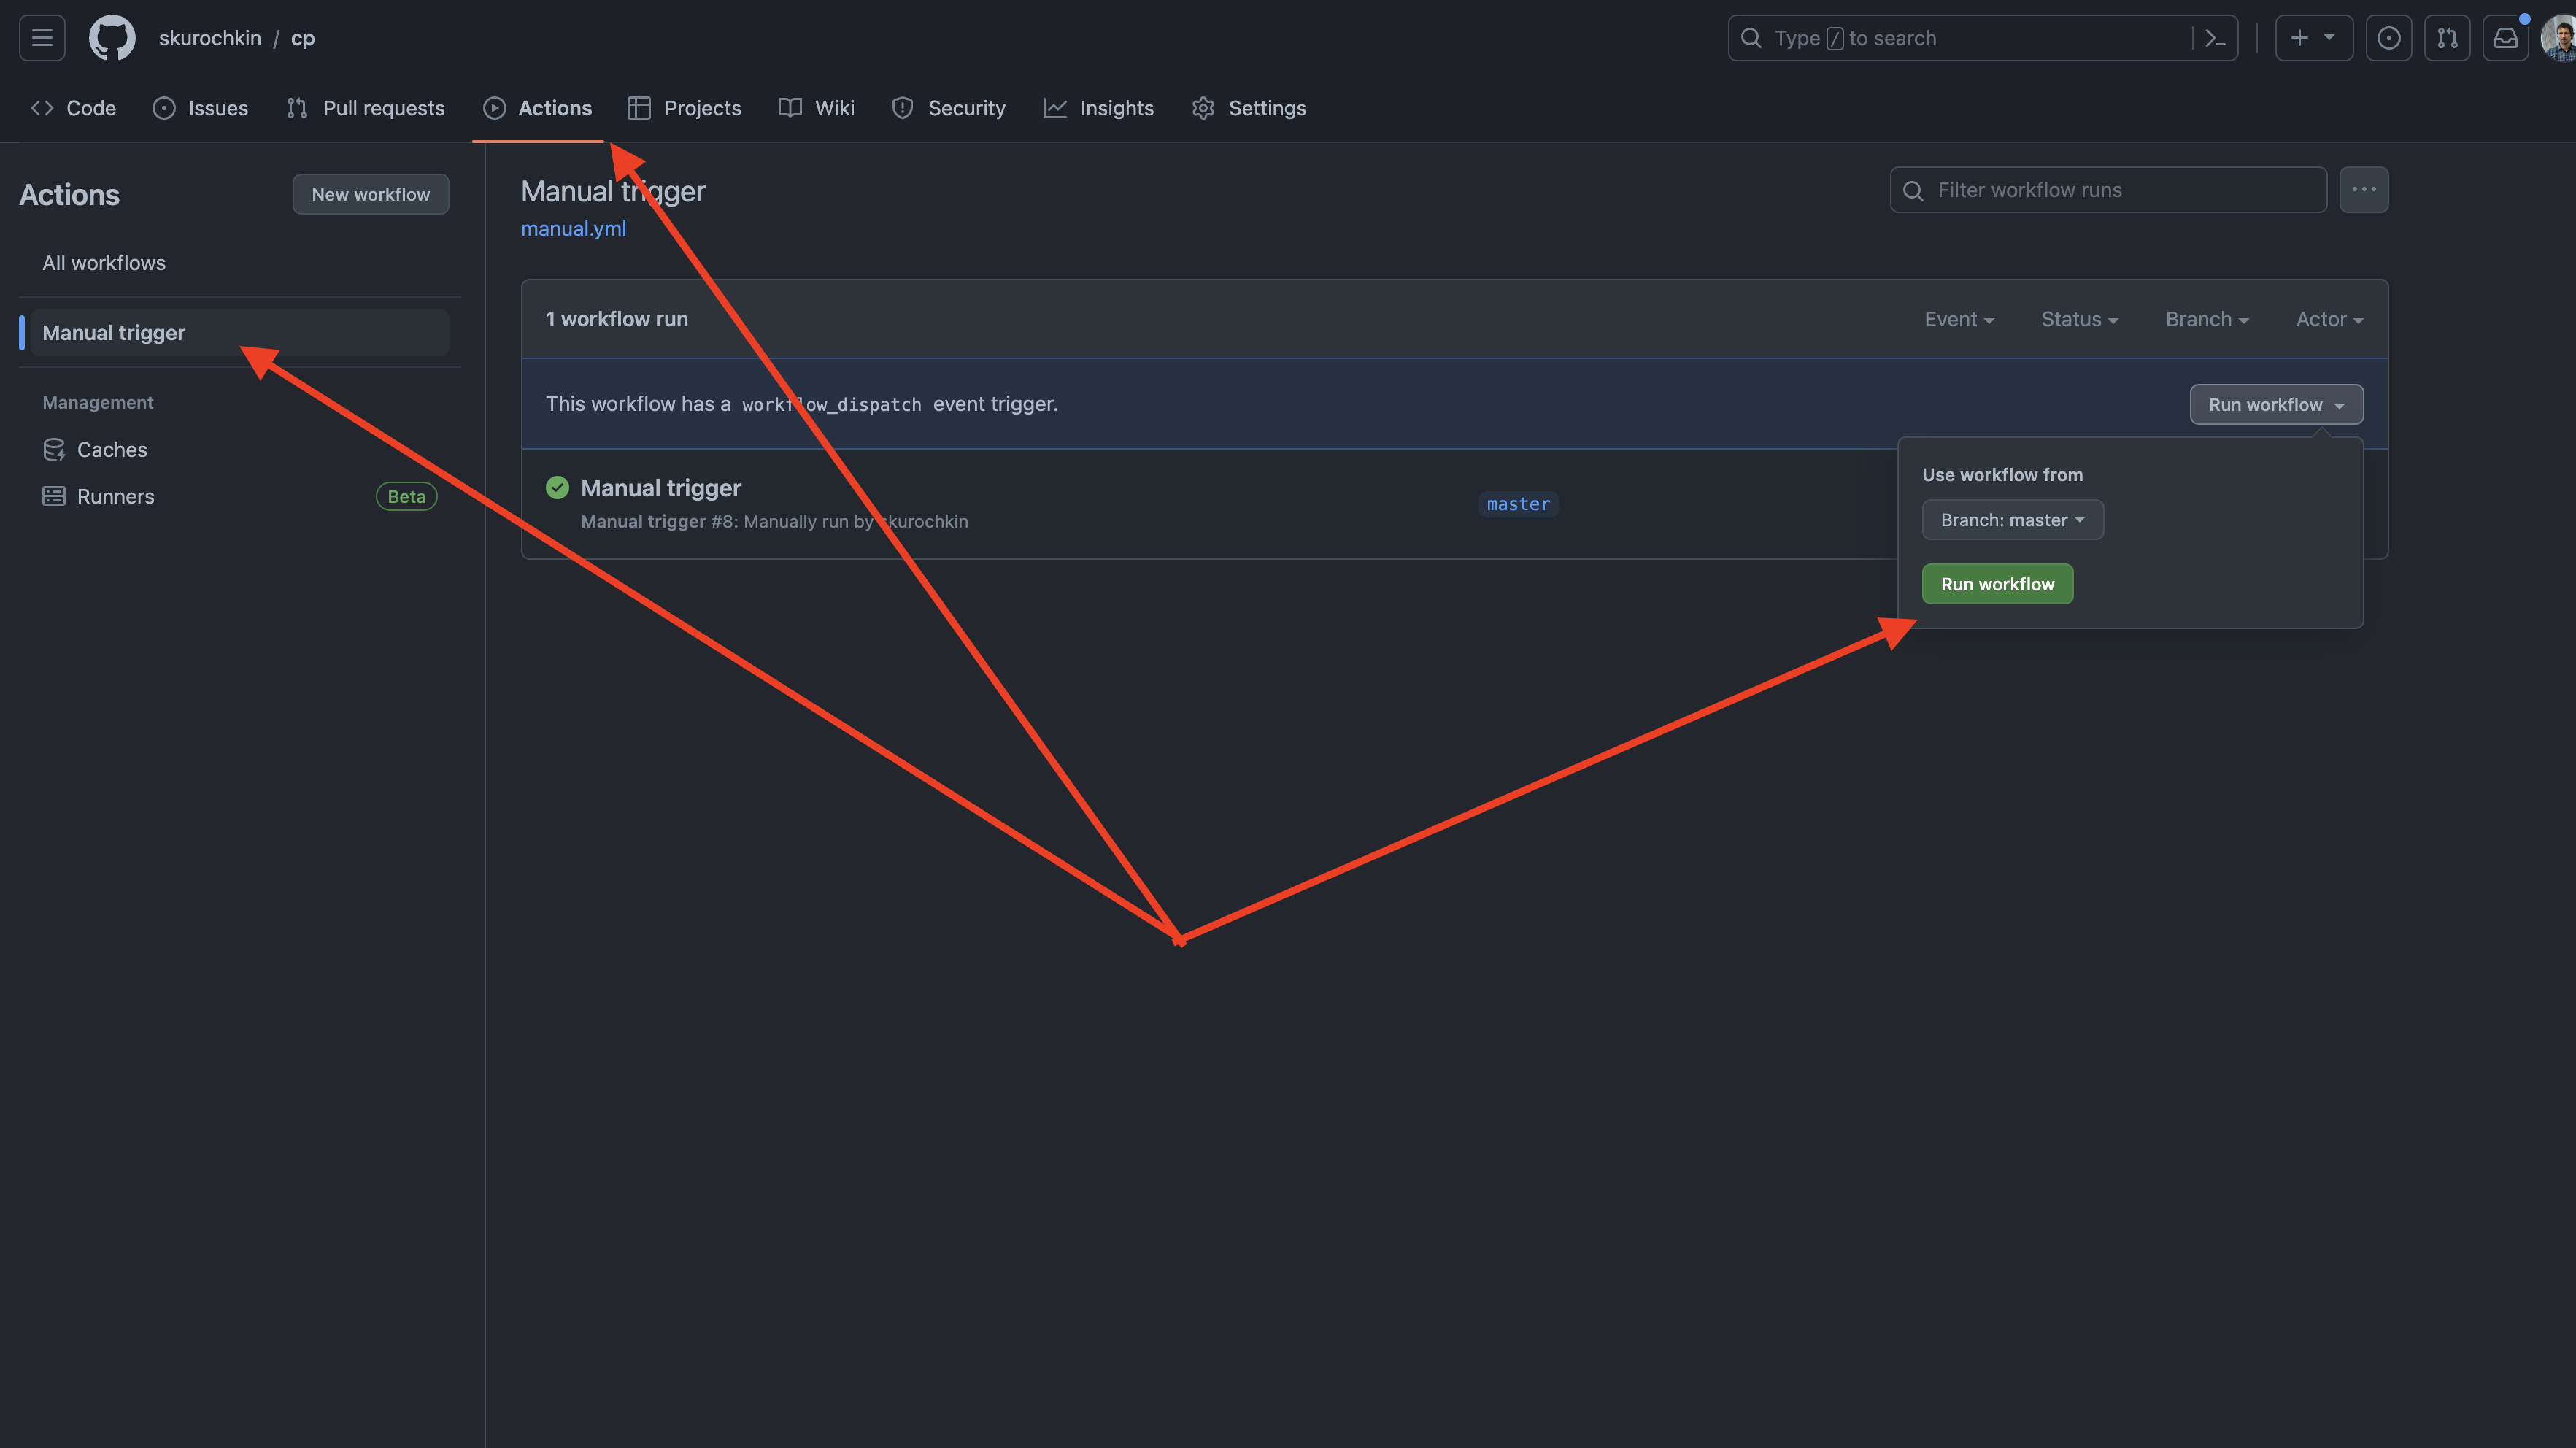 skurochkin / cp
Type / to search
Code Issues Pull requests Actions Projects Wiki Security Insights Settings
Actions
New workflow
All workflows
Manual trigger
Management
Caches
Runners
Beta
Manual trigger
manual.yml
Filter workflow runs
1 workflow run
Event Status Branch Actor
This workflow has a workflow_dispatch event trigger.
Run workflow
Manual trigger
Manual trigger #8: Manually run by skurochkin
master
Use workflow from
Branch: master
Run workflow